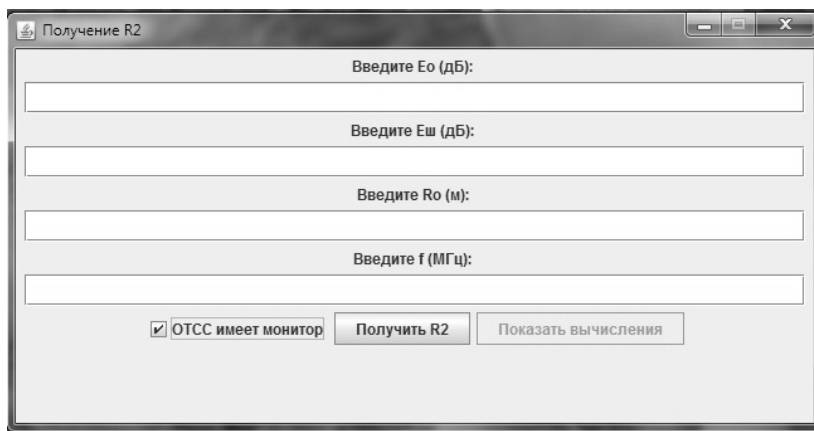 Получение R2
Введите Eo (дБ):
Введите Eш (дБ):
Введите Ro (м):
Введите f (МГц):
ОТСС имеет монитор Получить R2 Показать вычисления